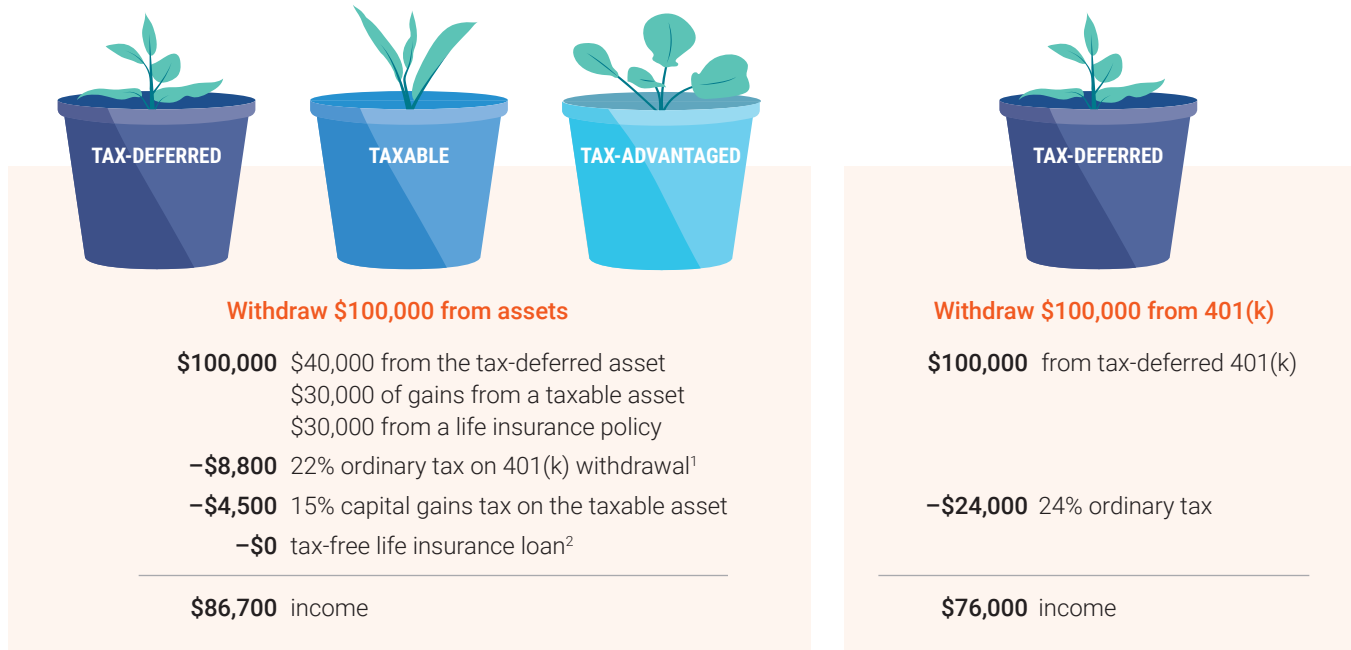 TAX-DEFERRED
TAXABLE
TAX-ADVANTAGED
Withdraw $100,000 from assets
$100,000 $40,000 from the tax-deferred asset
$30,000 of gains from a taxable asset
$30,000 from a life insurance policy
–$8,800 22% ordinary tax on 401(k) withdrawal¹
–$4,500 15% capital gains tax on the taxable asset
–$0 tax-free life insurance loan²
$86,700 income
TAX-DEFERRED
Withdraw $100,000 from 401(k)
$100,000 from tax-deferred 401(k)
–$24,000 24% ordinary tax
$76,000 income